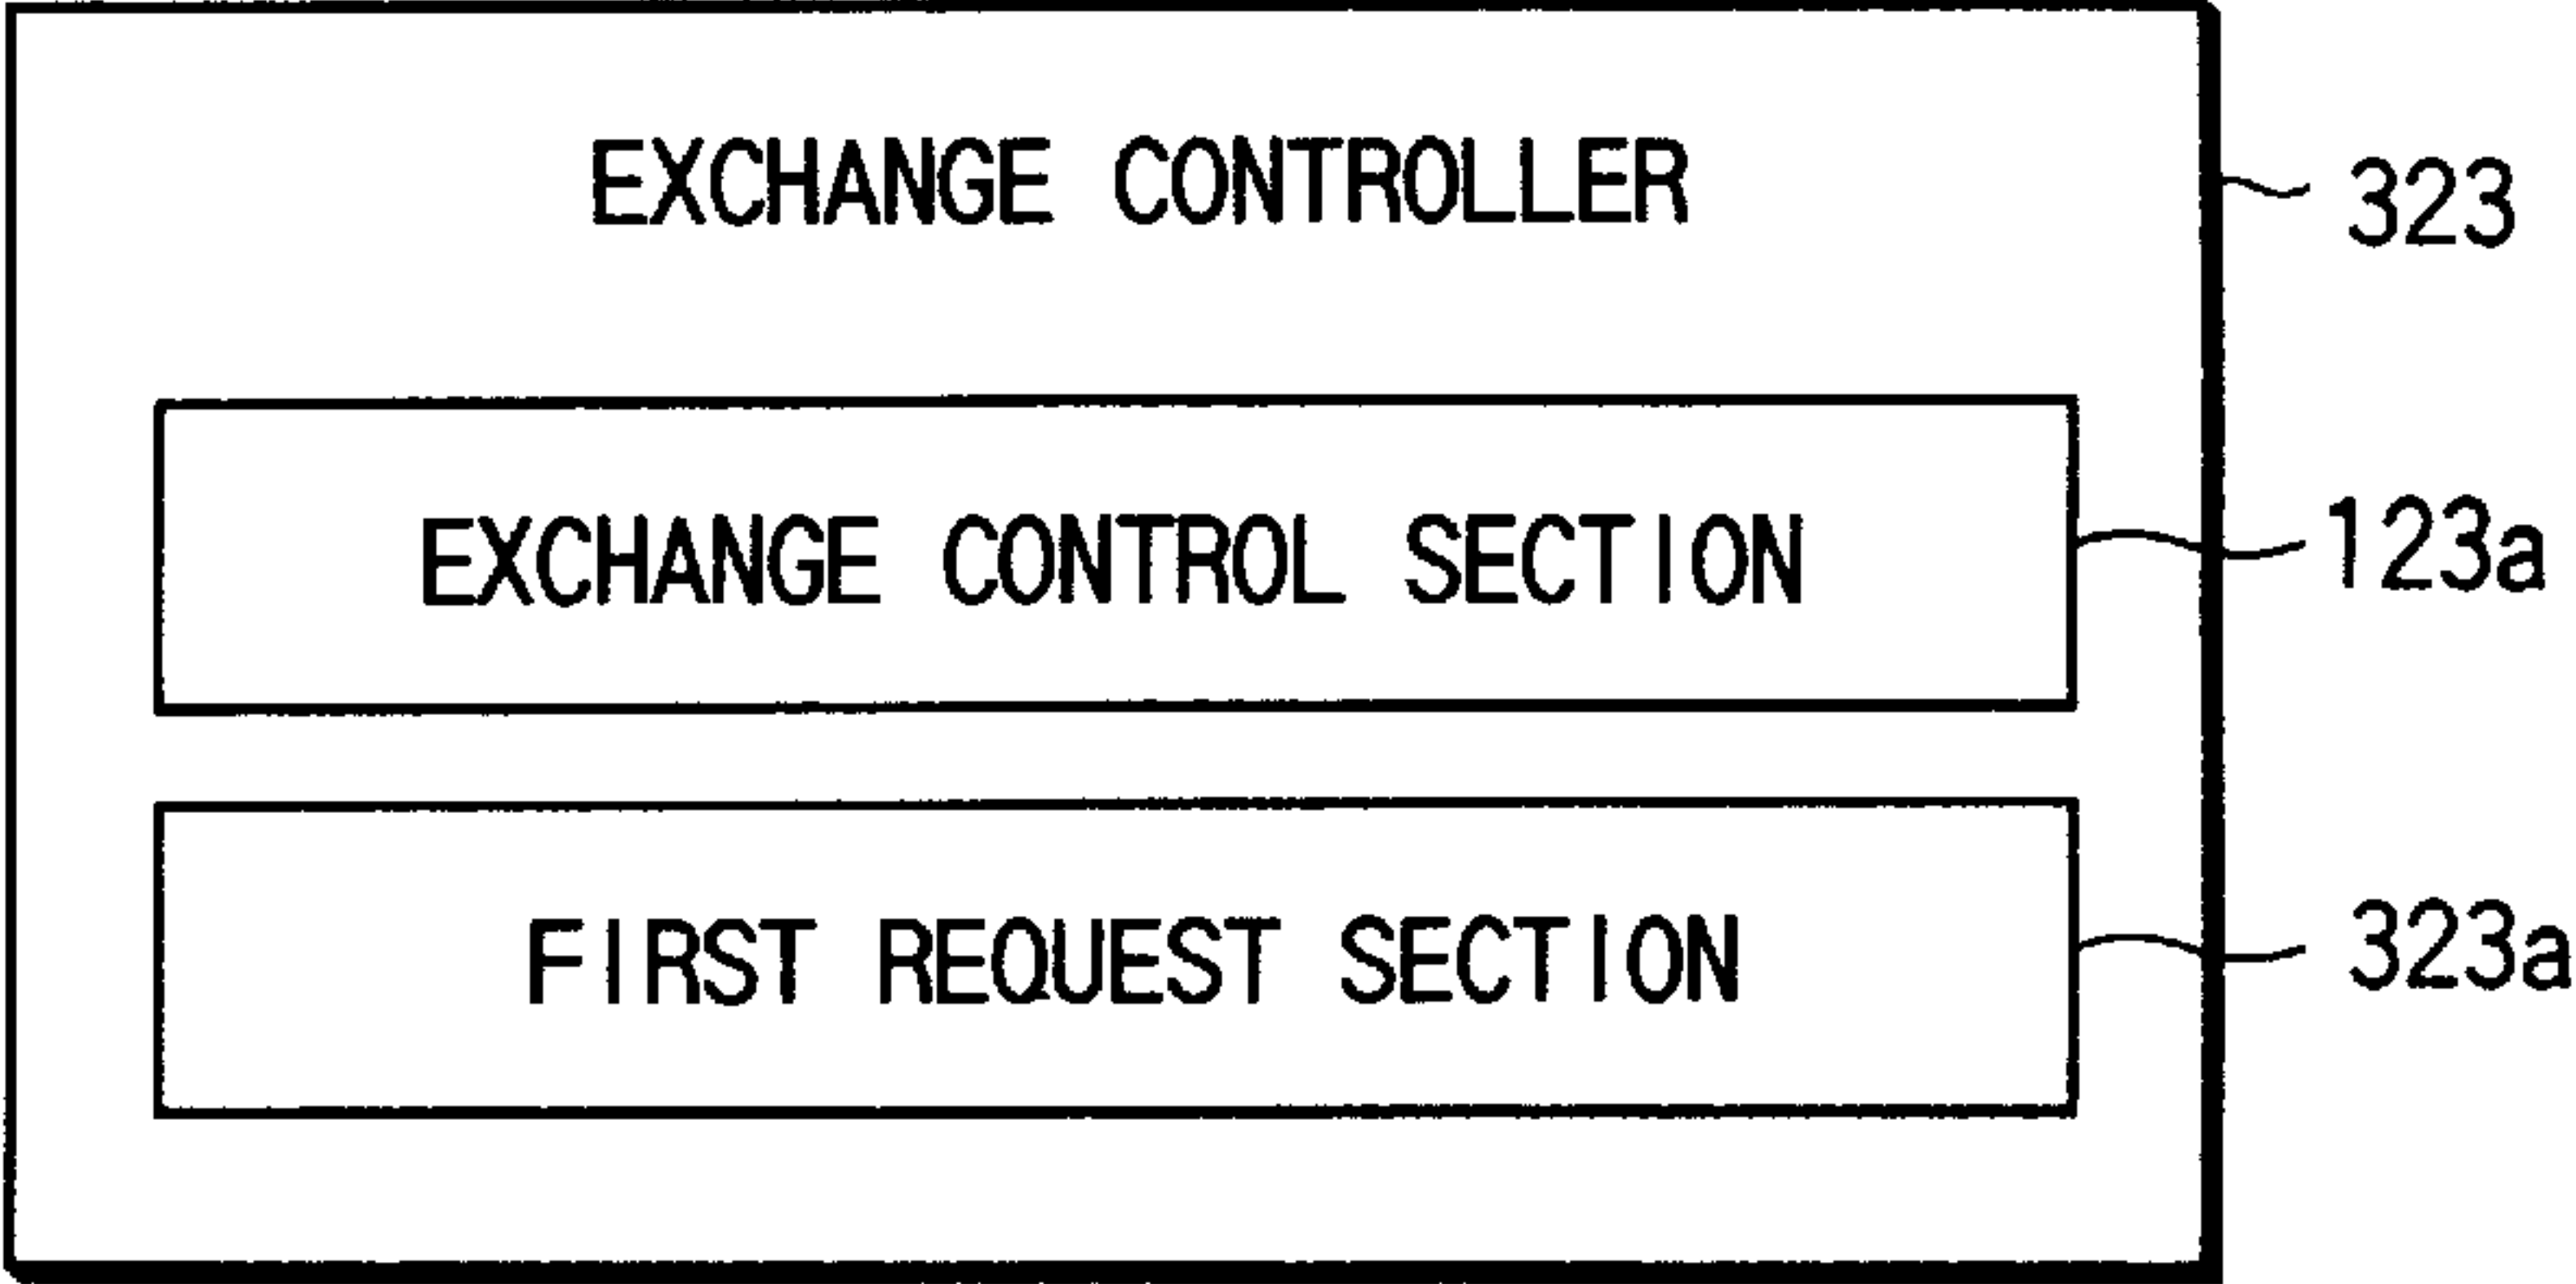 EXCHANGE CONTROLLER
323
EXCHANGE CONTROL SECTION
123a
FIRST REQUEST SECTION
323a